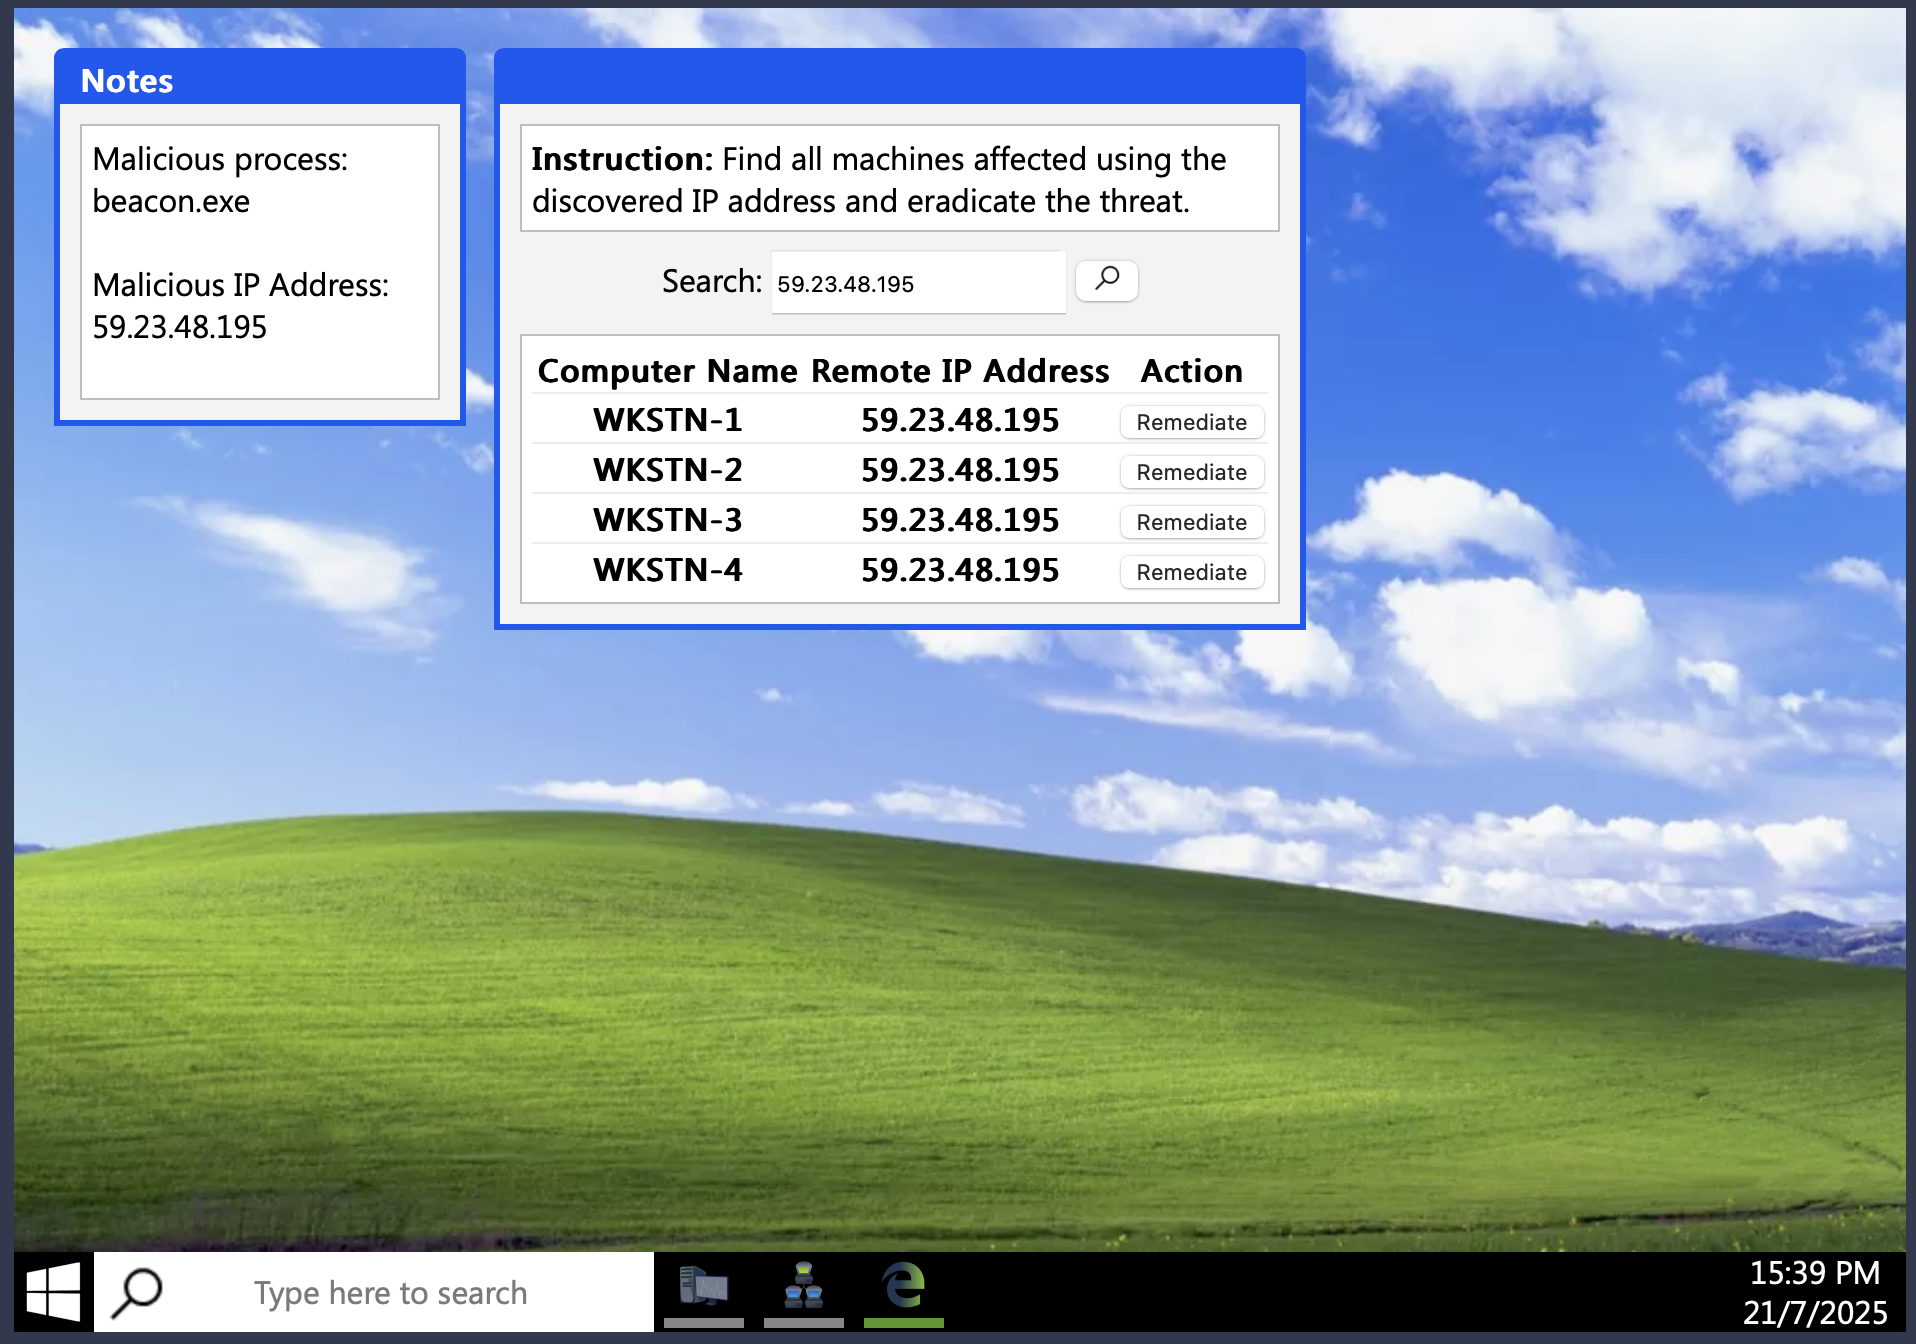 Notes
Malicious process:
beacon.exe
Malicious IP Address:
59.23.48.195
Instruction: Find all machines affected using the
discovered IP address and eradicate the threat.
Search: 59.23.48.195
Computer Name Remote IP Address Action
WKSTN-1 59.23.48.195 Remediate
WKSTN-2 59.23.48.195 Remediate
WKSTN-3 59.23.48.195 Remediate
WKSTN-4 59.23.48.195 Remediate
Type here to search
15:39 PM
21/7/2025